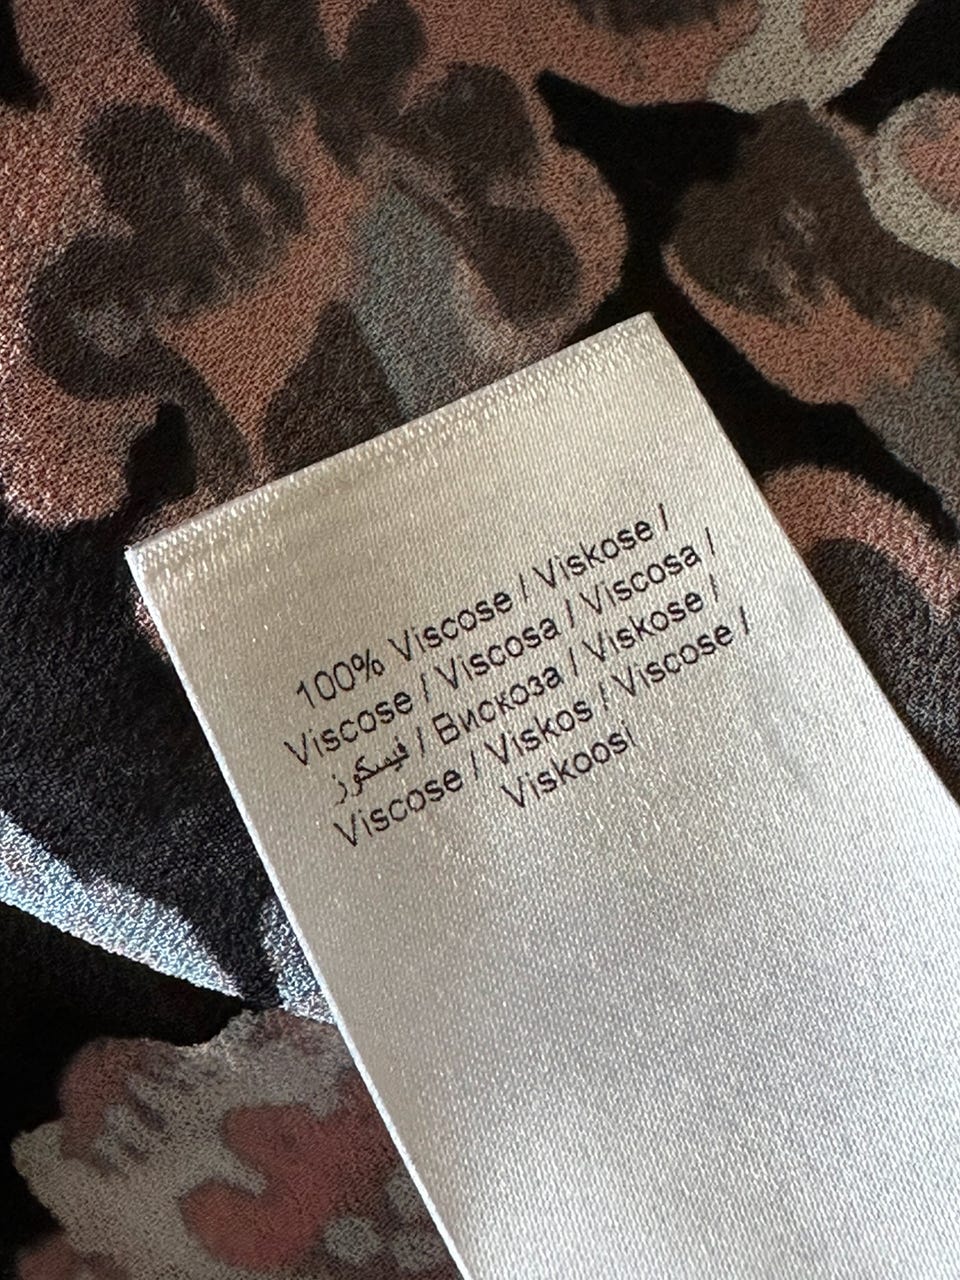 100% Viscose / Viskose /
Viscose / Viscosa / Viscosa /
فيسكوز / Вискоза / Viskose /
Viscose / Viskos / Viscose /
Viskoosi